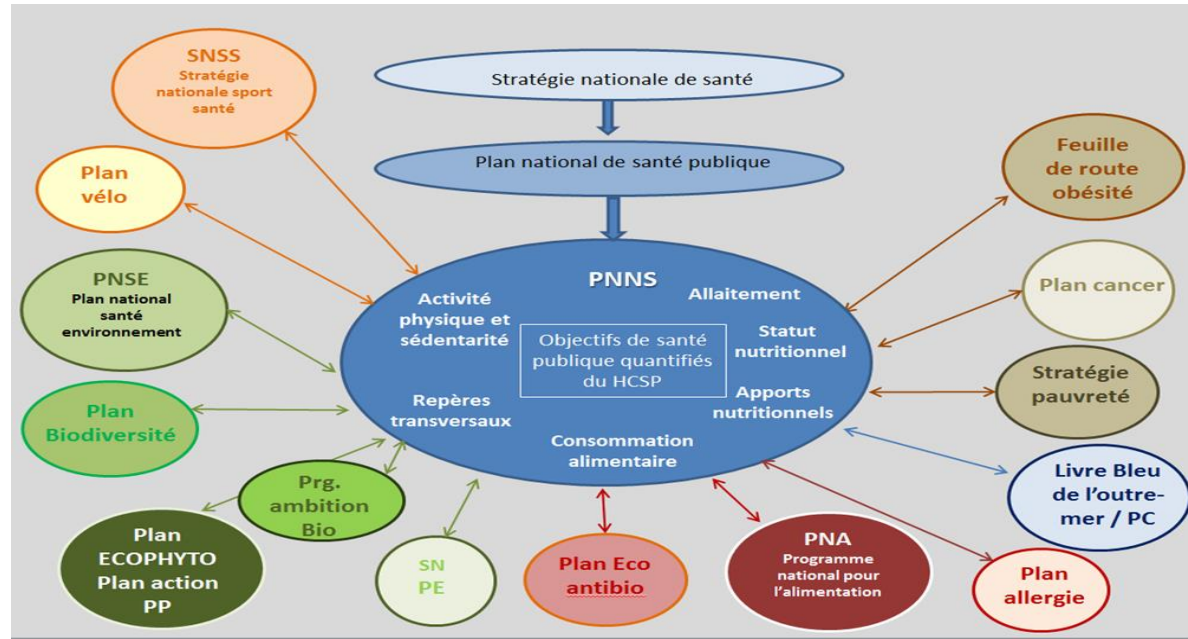 SNSS
Stratégie
nationale sport
santé
Stratégie nationale de santé
Plan national de santé publique
Plan
vélo
PNSE
Plan national
santé
environnement
Plan
Biodiversité
Prg.
ambition
Bio
Plan
ECOPHYTO
Plan action
PP
SN
PE
PNNS
Activité
physique et
sédentarité
Allaitement
Objectifs de santé
publique quantifiés
du HCSP
Statut
nutritionnel
Repères
transversaux
Apports
nutritionnels
Consommation
alimentaire
Plan Eco
antibio
PNA
Programme
national pour
l'alimentation
Feuille
de route
obésité
Plan cancer
Stratégie
pauvreté
Livre Bleu
de l'outre-
mer / PC
Plan
allergie